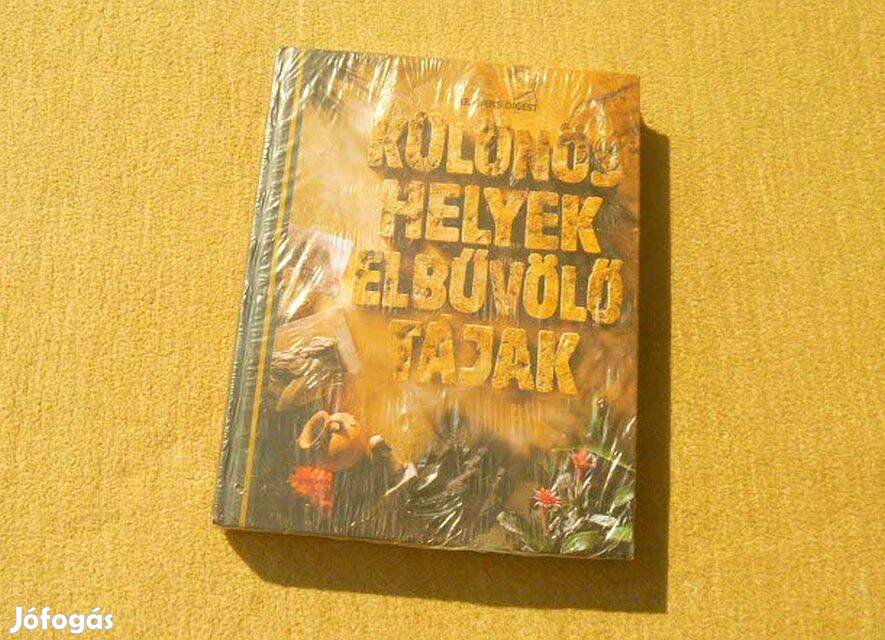 READER'S DIGEST
KÜLÖNÖS
HELYEK
ELBŰVÖLŐ
TÁJAK
Jófogás